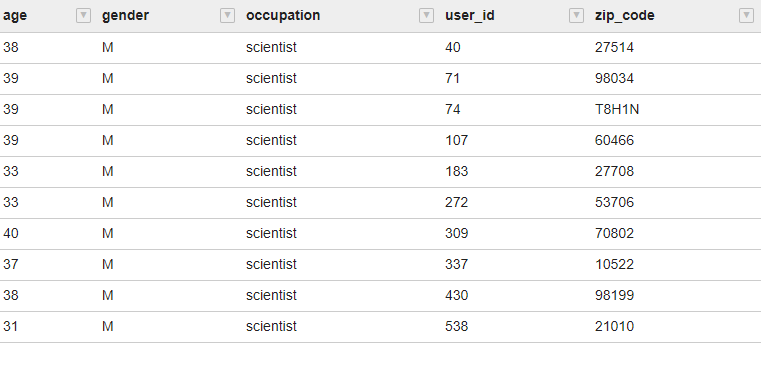 age gender occupation user_id zip_code
38 M scientist 40 27514
39 M scientist 71 98034
39 M scientist 74 T8H1N
39 M scientist 107 60466
33 M scientist 183 27708
33 M scientist 272 53706
40 M scientist 309 70802
37 M scientist 337 10522
38 M scientist 430 98199
31 M scientist 538 21010